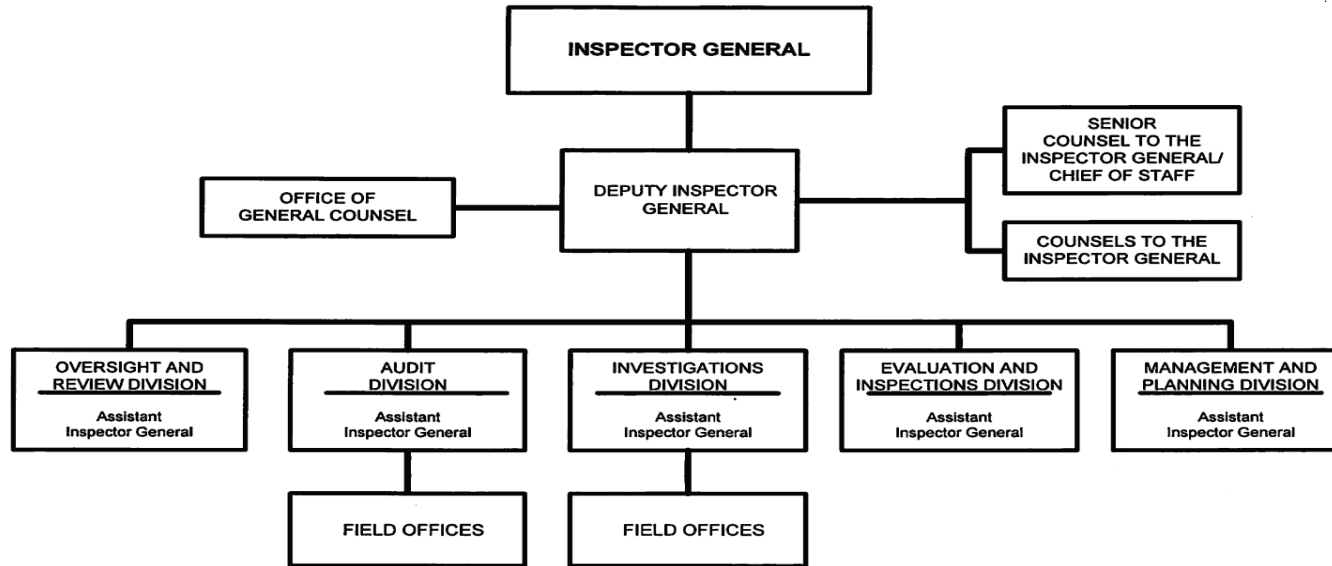 INSPECTOR GENERAL
SENIOR
COUNSEL TO THE
INSPECTOR GENERAL/
CHIEF OF STAFF
OFFICE OF
GENERAL COUNSEL
DEPUTY INSPECTOR
GENERAL
COUNSELS TO THE
INSPECTOR GENERAL
OVERSIGHT AND
REVIEW DIVISION
Assistant
Inspector General
AUDIT
DIVISION
Assistant
Inspector General
INVESTIGATIONS
DIVISION
Assistant
Inspector General
EVALUATION AND
INSPECTIONS DIVISION
Assistant
Inspector General
MANAGEMENT AND
PLANNING DIVISION
Assistant
Inspector General
FIELD OFFICES
FIELD OFFICES